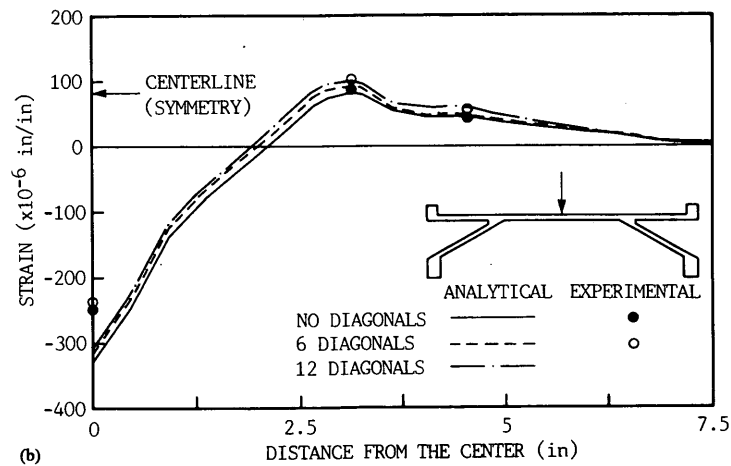 200
100
0
-100
-200
-300
-400
STRAIN (x10-6 in/in)
CENTERLINE
(SYMMETRY)
ANALYTICAL EXPERIMENTAL
NO DIAGONALS
6 DIAGONALS
12 DIAGONALS
0 2.5 5 7.5
DISTANCE FROM THE CENTER (in)
(b)